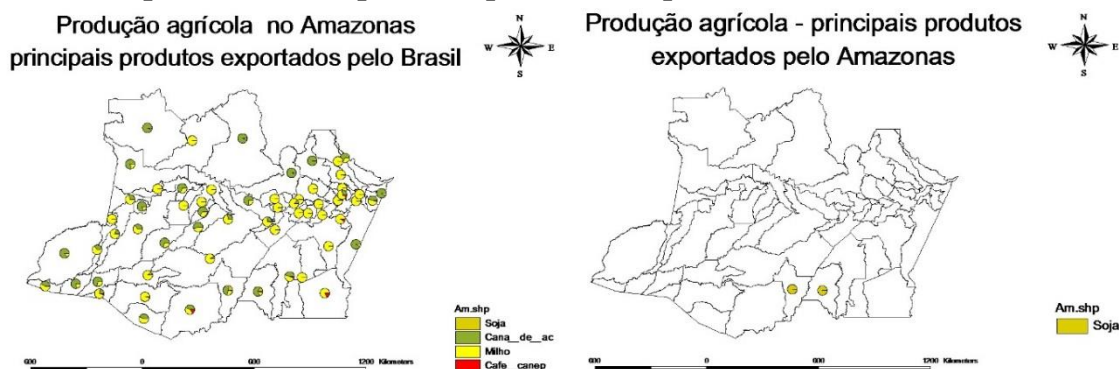 Produção agrícola no Amazonas
principais produtos exportados pelo Brasil
N
W E
S
Am.shp
Soja
Cana_de_ac
Milho
Cafe_canep
600 0 600 1200 Kilometers
Produção agrícola - principais produtos
exportados pelo Amazonas
N
W E
S
Am.shp
Soja
600 0 600 1200 Kilometers